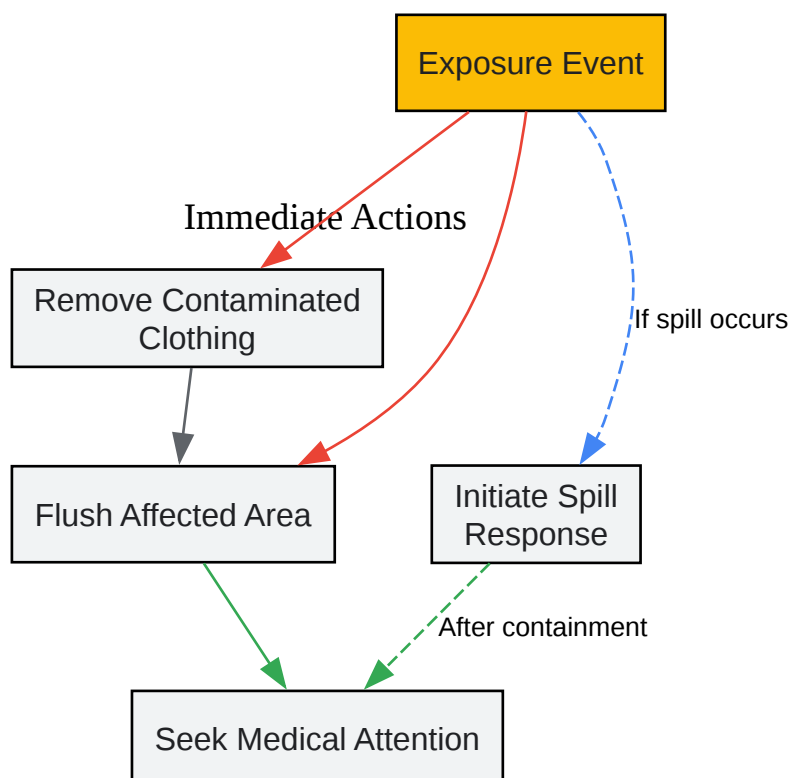 Exposure Event
Immediate Actions
Remove Contaminated
Clothing
If spill occurs
Flush Affected Area
Initiate Spill
Response
After containment
Seek Medical Attention